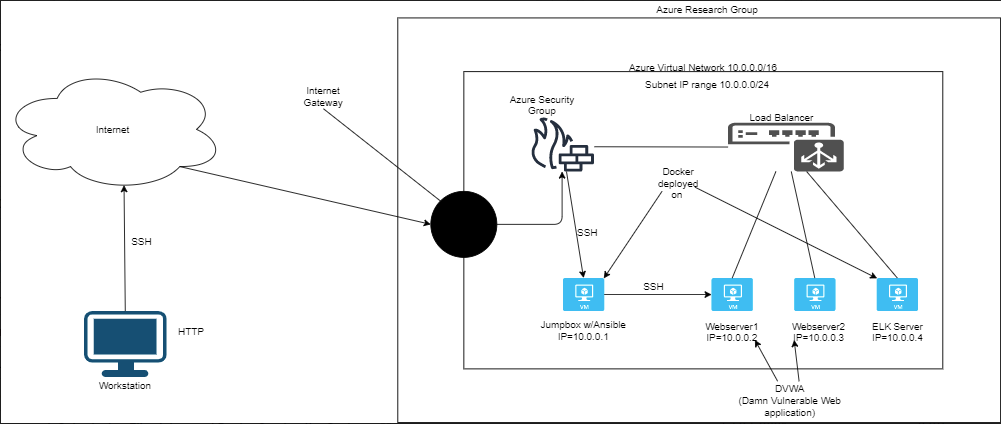 Azure Research Group
Azure Virtual Network 10.0.0.0/16
Subnet IP range 10.0.0.0/24
Internet
Gateway
Azure Security
Group
Load Balancer
Internet
Docker
deployed
on
SSH
SSH
SSH
VM
VM
VM
VM
HTTP
Jumpbox w/Ansible
IP=10.0.0.1
Webserver1
IP=10.0.0.2
Webserver2
IP=10.0.0.3
ELK Server
IP=10.0.0.4
Workstation
DVWA
(Damn Vulnerable Web
application)